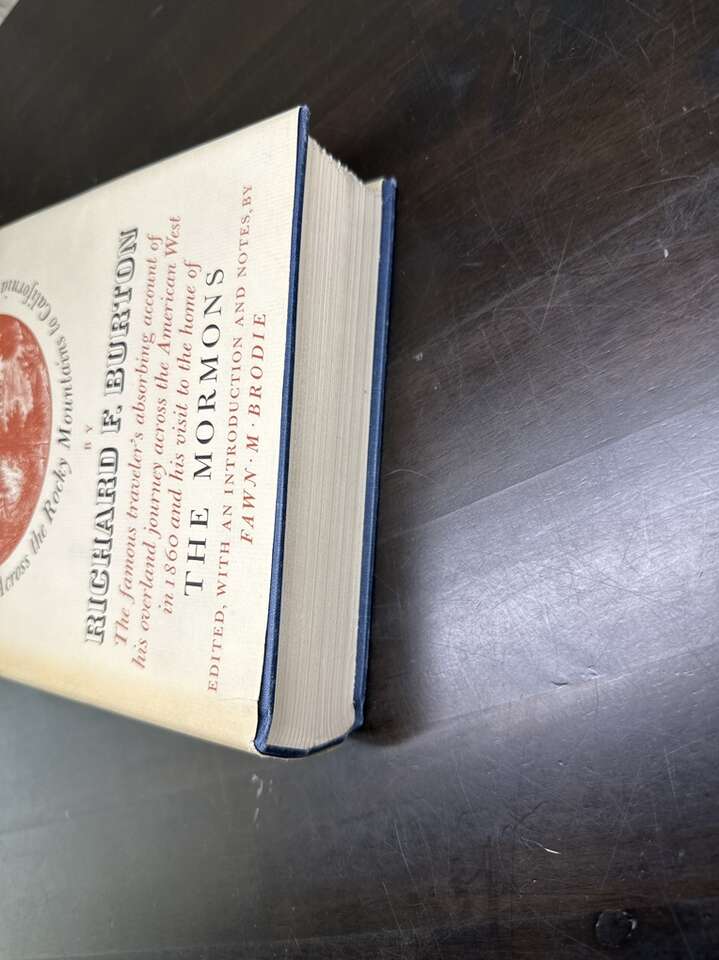 Across the Rocky Mountains to California
BY
RICHARD F. BURTON
The famous traveler's absorbing account of
his overland journey across the American West
in 1860 and his visit to the home of
THE MORMONS
EDITED, WITH AN INTRODUCTION AND NOTES, BY
FAWN · M · BRODIE